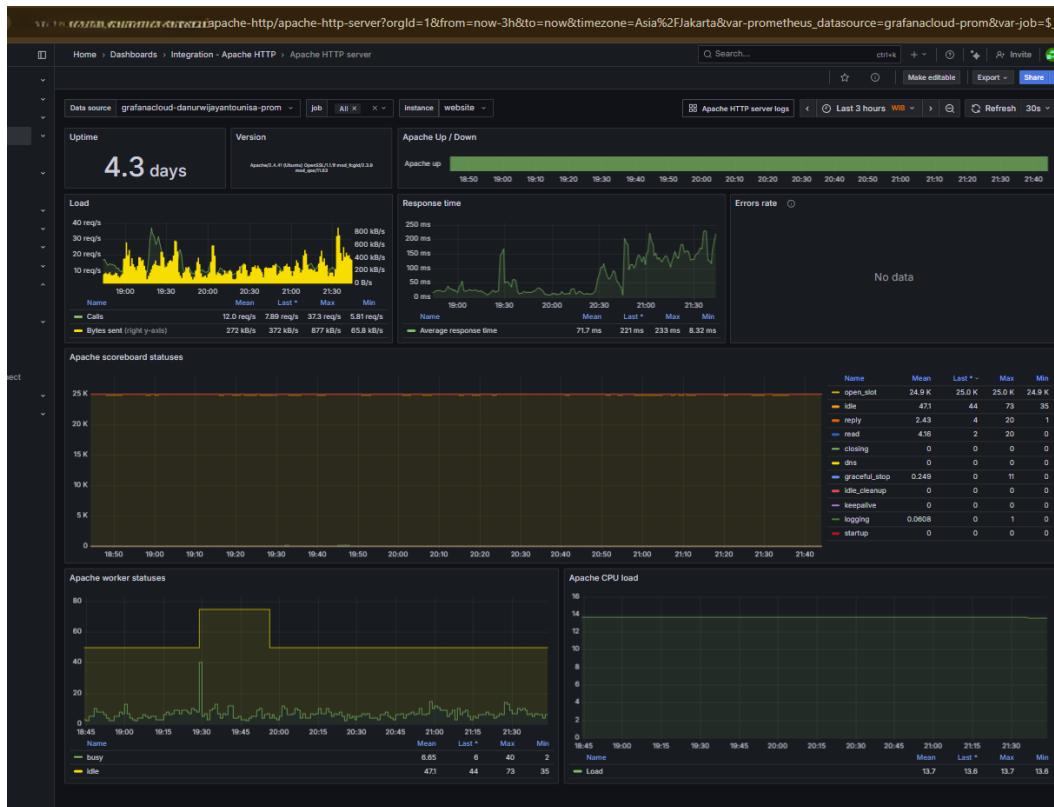 apache-http/apache-http-server?orgId=1&from=now-3h&to=now&timezone=Asia%2FJakarta&var-prometheus_datasource=grafanacloud-prom&var-job=$_
Home › Dashboards › Integration - Apache HTTP › Apache HTTP server
Search... ctrl+k Invite
Make editable Export Share
Data source grafanacloud-danurwijayantounisa-prom job All × instance website Apache HTTP server logs Last 3 hours WIB Refresh 30s
Uptime
4.3 days
Version
Apache Up / Down
Apache up
18:50 19:00 19:10 19:20 19:30 19:40 19:50 20:00 20:10 20:20 20:30 20:40 20:50 21:00 21:10 21:20 21:30 21:40
Load
40 req/s
30 req/s
20 req/s
10 req/s
800 kB/s
600 kB/s
400 kB/s
200 kB/s
0 B/s
19:00 19:30 20:00 20:30 21:00 21:30
Name Mean Last * Max Min
Calls 12.0 req/s 7.89 req/s 37.3 req/s 5.81 req/s
Bytes sent (right y-axis) 272 kB/s 372 kB/s 877 kB/s 65.8 kB/s
Response time
250 ms
200 ms
150 ms
100 ms
50 ms
0 ms
19:00 19:30 20:00 20:30 21:00 21:30
Name Mean Last * Max Min
Average response time 71.7 ms 221 ms 233 ms 8.32 ms
Errors rate
No data
Apache scoreboard statuses
25 K
20 K
15 K
10 K
5 K
0
18:50 19:00 19:10 19:20 19:30 19:40 19:50 20:00 20:10 20:20 20:30 20:40 20:50 21:00 21:10 21:20 21:30 21:40
Name Mean Last * Max Min
open_slot 24.9 K 25.0 K 25.0 K 24.9 K
idle 47.1 44 73 35
reply 2.43 4 20 1
read 4.16 2 20 0
closing 0 0 0 0
dns 0 0 0 0
graceful_stop 0.249 0 11 0
idle_cleanup 0 0 0 0
keepalive 0 0 0 0
logging 0.0608 0 1 0
startup 0 0 0 0
Apache worker statuses
80
60
40
20
0
18:45 19:00 19:15 19:30 19:45 20:00 20:15 20:30 20:45 21:00 21:15 21:30
Name Mean Last * Max Min
busy 6.65 6 40 2
idle 47.1 44 73 35
Apache CPU load
16
14
12
10
8
6
4
2
0
18:45 19:00 19:15 19:30 19:45 20:00 20:15 20:30 20:45 21:00 21:15 21:30
Name Mean Last * Max Min
Load 13.7 13.6 13.7 13.6